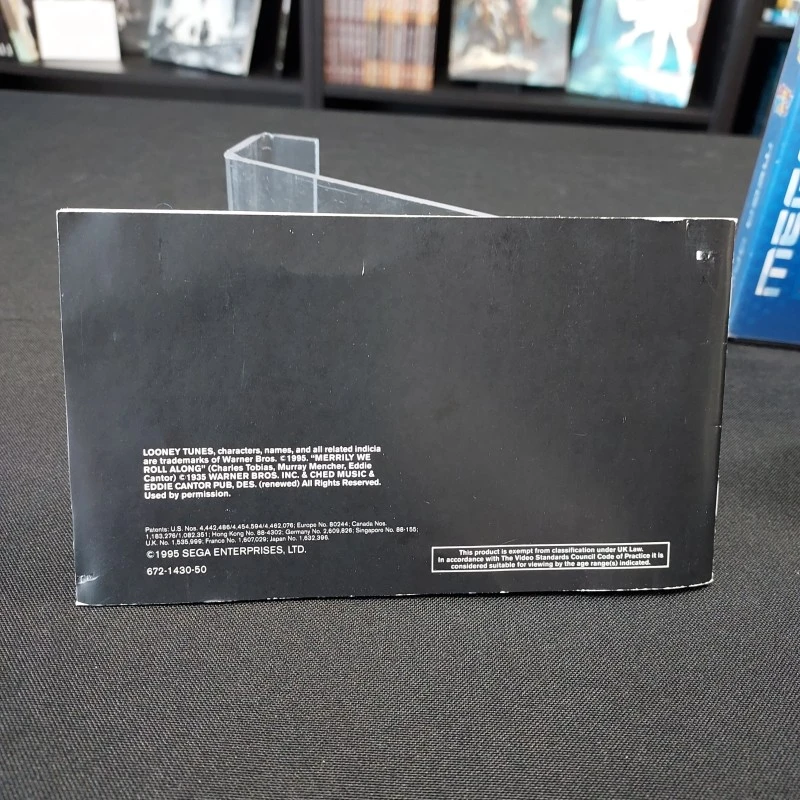 LOONEY TUNES, characters, names, and all related indicia
are trademarks of Warner Bros. ©1995. "MERRILY WE
ROLL ALONG" (Charles Tobias, Murray Mencher, Eddie
Cantor) ©1935 WARNER BROS. INC. & CHED MUSIC &
EDDIE CANTOR PUB, DES. (renewed) All Rights Reserved.
Used by permission.
Patents: U.S. Nos. 4,442,486/4,454,594/4,462,076; Europe No. 80244; Canada Nos.
1,183,276/1,082,351; Hong Kong No. 88-4302; Germany No. 2,609,826; Singapore No. 88-155;
U.K. No. 1,535,999; France No. 1,607,029; Japan No. 1,632,396.
©1995 SEGA ENTERPRISES, LTD.
672-1430-50
This product is exempt from classification under UK Law.
In accordance with The Video Standards Council Code of Practice it is
considered suitable for viewing by the age range(s) indicated.